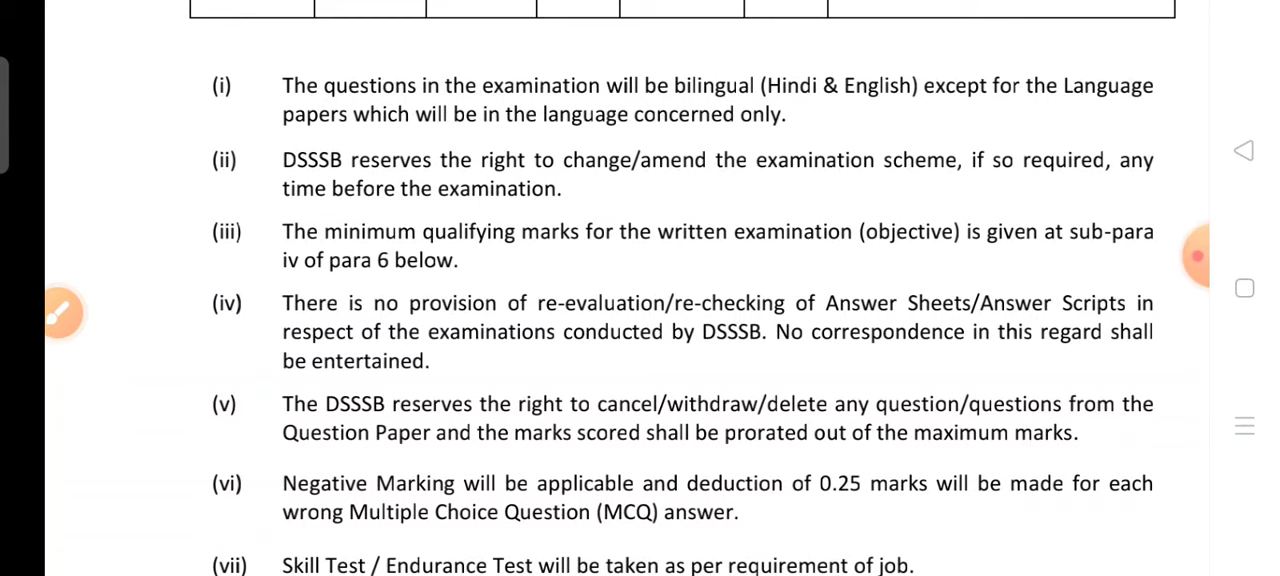 (i) The questions in the examination will be bilingual (Hindi & English) except for the Language
papers which will be in the language concerned only.
(ii) DSSSB reserves the right to change/amend the examination scheme, if so required, any
time before the examination.
(iii) The minimum qualifying marks for the written examination (objective) is given at sub-para
iv of para 6 below.
(iv) There is no provision of re-evaluation/re-checking of Answer Sheets/Answer Scripts in
respect of the examinations conducted by DSSSB. No correspondence in this regard shall
be entertained.
(v) The DSSSB reserves the right to cancel/withdraw/delete any question/questions from the
Question Paper and the marks scored shall be prorated out of the maximum marks.
(vi) Negative Marking will be applicable and deduction of 0.25 marks will be made for each
wrong Multiple Choice Question (MCQ) answer.
(vii) Skill Test / Endurance Test will be taken as per requirement of job.